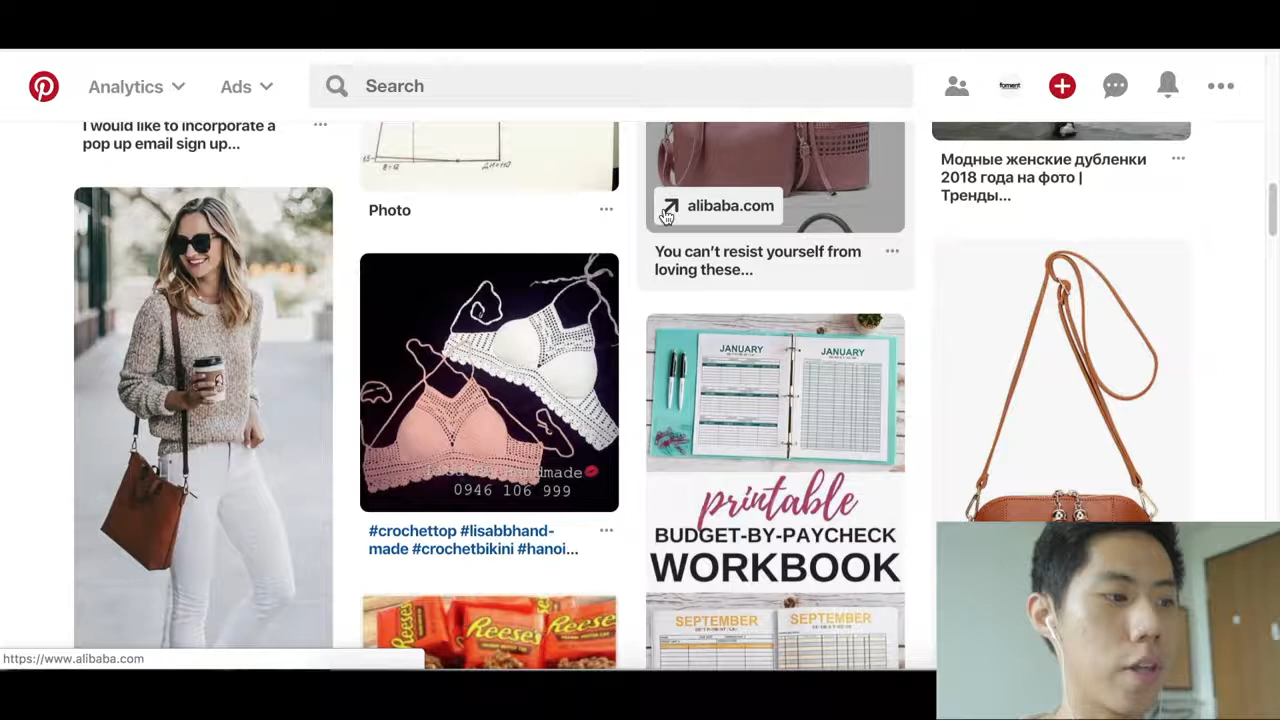 Analytics
Ads
Search
foment
I would like to incorporate a
pop up email sign up...
Photo
alibaba.com
You can't resist yourself from
loving these...
Модные женские дубленки
2018 года на фото |
Тренды...
0946 106 999
#crochettop #lisabbhand-
made #crochetbikini #hanoi...
Reese's
JANUARY
JANUARY
printable
BUDGET-BY-PAYCHECK
WORKBOOK
SEPTEMBER
SEPTEMBER
https://www.alibaba.com